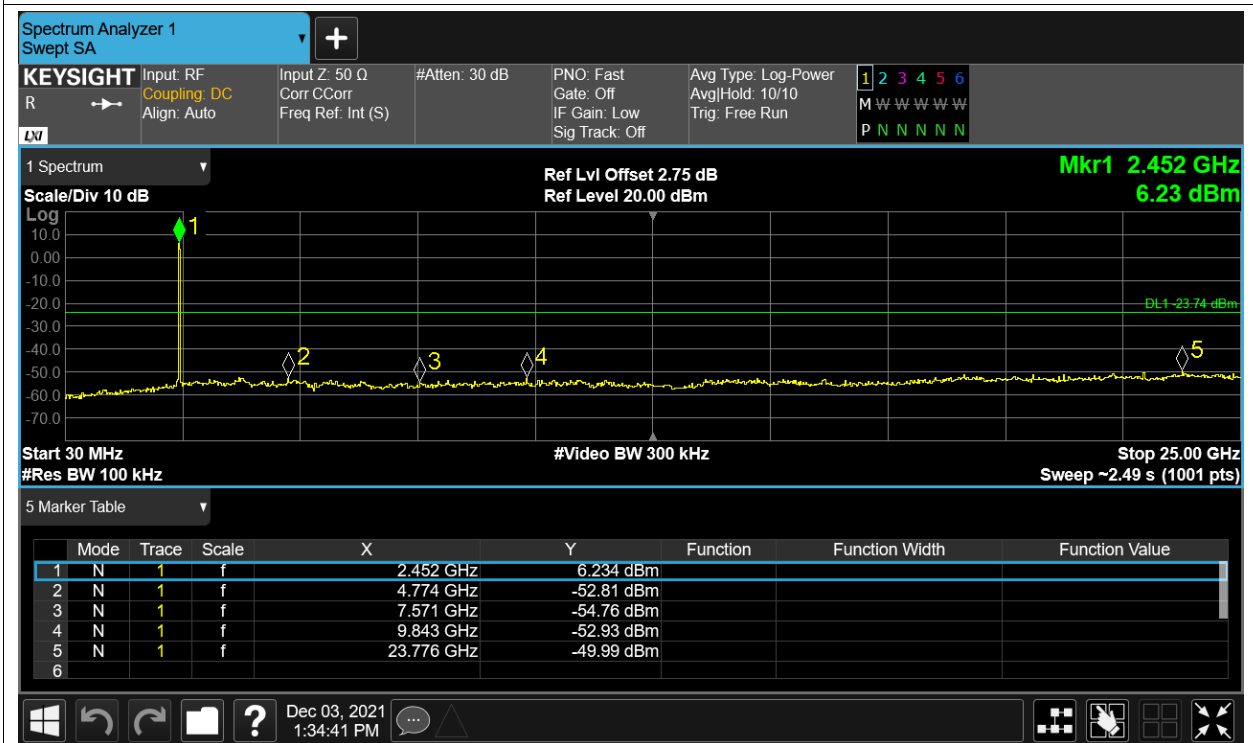 Spectrum Analyzer 1
Swept SA
KEYSIGHT Input: RF Input Z: 50 Ω #Atten: 30 dB PNO: Fast Avg Type: Log-Power 1 2 3 4 5 6
R Coupling: DC Corr CCorr Gate: Off Avg|Hold: 10/10 M W W W W W
Align: Auto Freq Ref: Int (S) IF Gain: Low Trig: Free Run
LXI Sig Track: Off P N N N N N
1 Spectrum Ref Lvl Offset 2.75 dB Mkr1 2.452 GHz
Scale/Div 10 dB Ref Level 20.00 dBm 6.23 dBm
Log
1
10.0
0.00
-10.0
-20.0
DL1 -23.74 dBm
-30.0
-40.0
2 3 4 5
-50.0
-60.0
-70.0
Start 30 MHz #Video BW 300 kHz Stop 25.00 GHz
#Res BW 100 kHz Sweep ~2.49 s (1001 pts)
5 Marker Table
Mode Trace Scale X Y Function Function Width Function Value
1 N 1 f 2.452 GHz 6.234 dBm
2 N 1 f 4.774 GHz -52.81 dBm
3 N 1 f 7.571 GHz -54.76 dBm
4 N 1 f 9.843 GHz -52.93 dBm
5 N 1 f 23.776 GHz -49.99 dBm
6
? Dec 03, 2021
1:34:41 PM